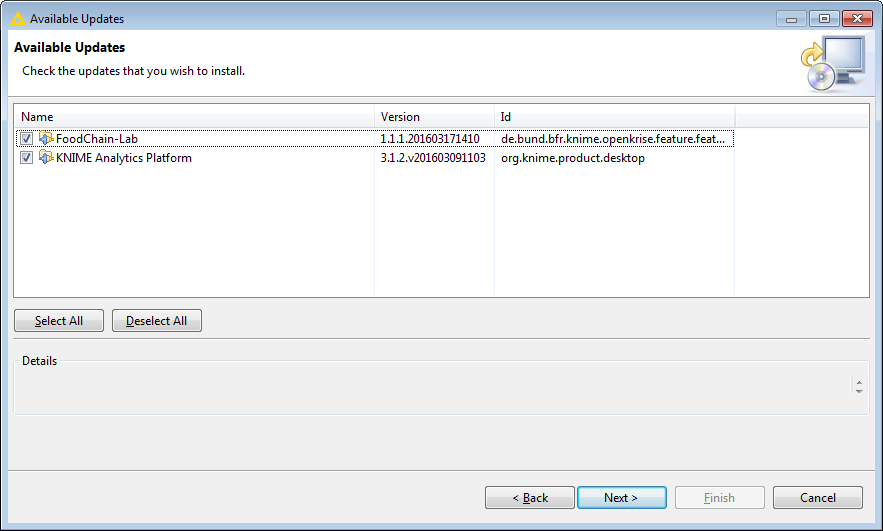 Available Updates
Available Updates
Check the updates that you wish to install.
Name Version Id
FoodChain-Lab 1.1.1.201603171410 de.bund.bfr.knime.openkrise.feature.feat...
KNIME Analytics Platform 3.1.2.v201603091103 org.knime.product.desktop
Select All Deselect All
Details
< Back Next > Finish Cancel